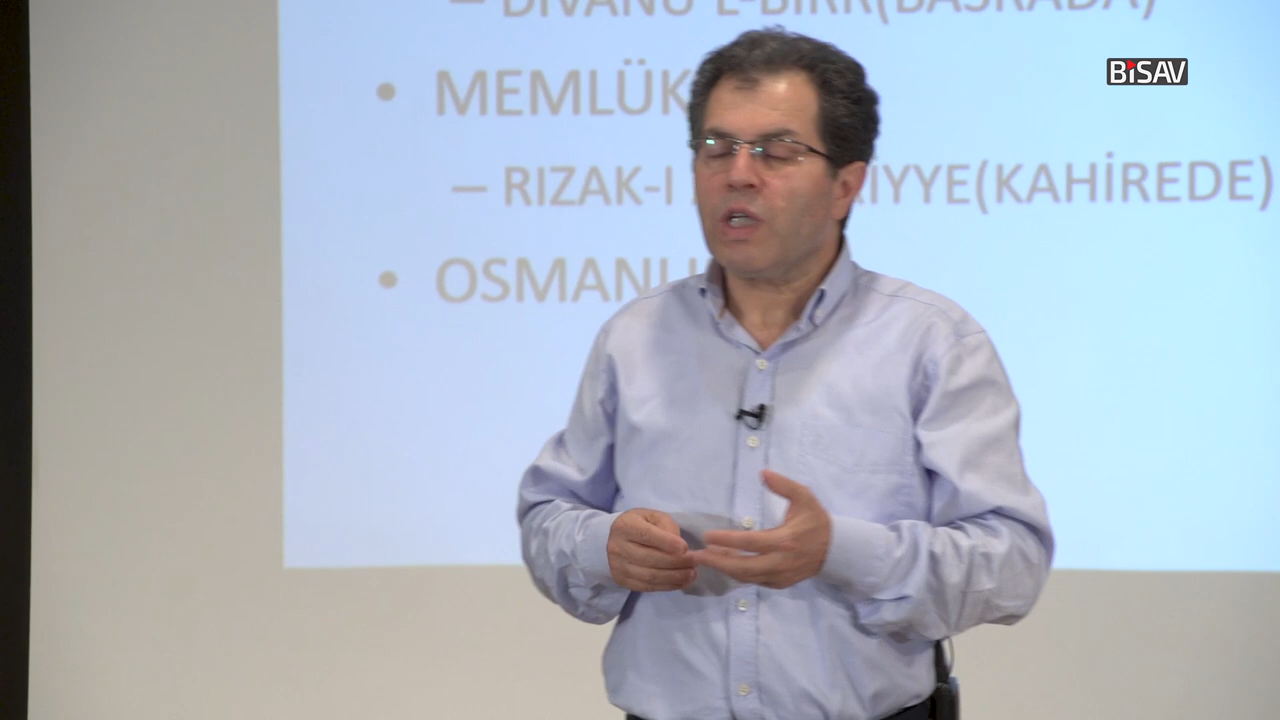 – DİVANÜ'L-BİRR(BASRADA)
BİSAV
• MEMLÜK
– RIZAK-I İYYE(KAHİREDE)
• OSMANLI